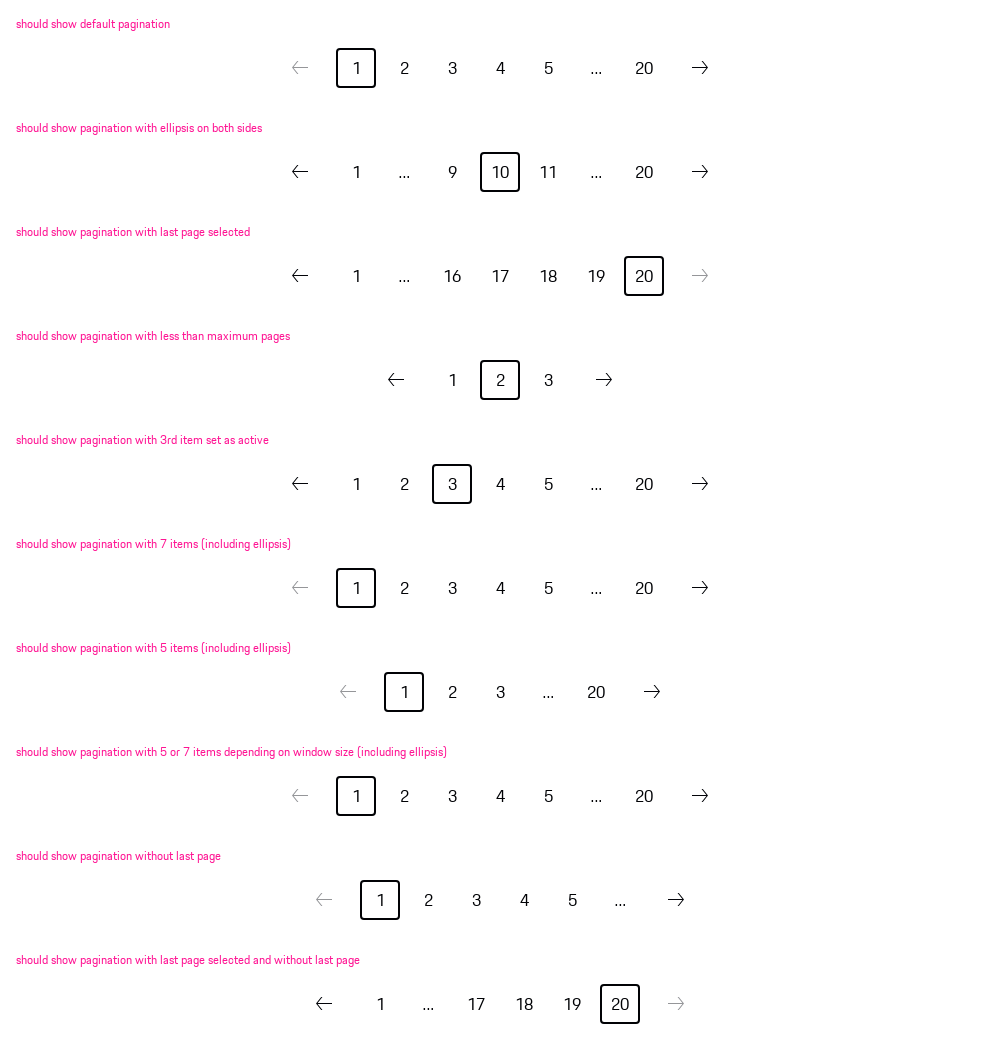 should show default pagination
← 1 2 3 4 5 ... 20 →
should show pagination with ellipsis on both sides
← 1 ... 9 10 11 ... 20 →
should show pagination with last page selected
← 1 ... 16 17 18 19 20 →
should show pagination with less than maximum pages
← 1 2 3 →
should show pagination with 3rd item set as active
← 1 2 3 4 5 ... 20 →
should show pagination with 7 items (including ellipsis)
← 1 2 3 4 5 ... 20 →
should show pagination with 5 items (including ellipsis)
← 1 2 3 ... 20 →
should show pagination with 5 or 7 items depending on window size (including ellipsis)
← 1 2 3 4 5 ... 20 →
should show pagination without last page
← 1 2 3 4 5 ... →
should show pagination with last page selected and without last page
← 1 ... 17 18 19 20 →